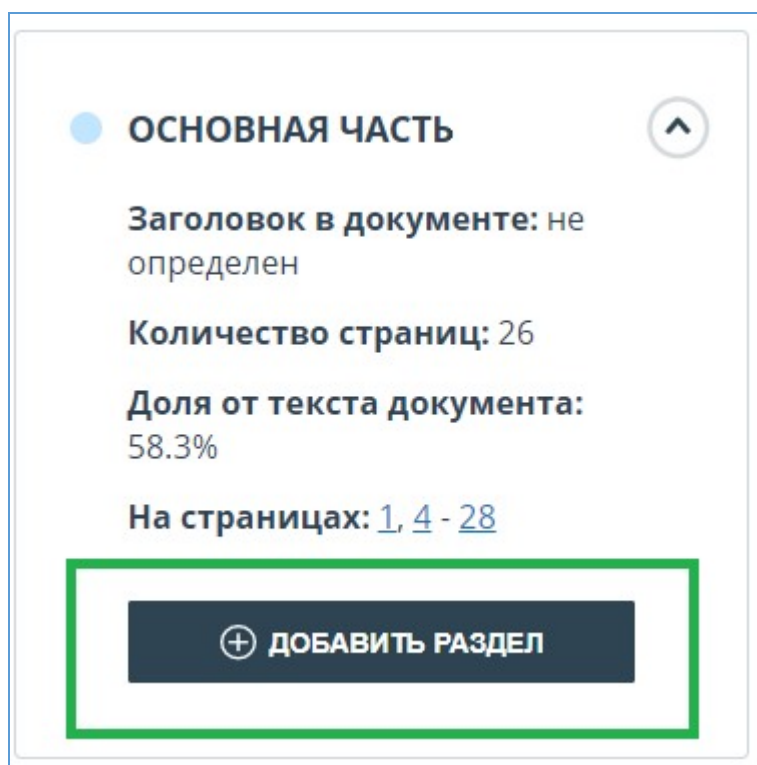 ОСНОВНАЯ ЧАСТЬ
Заголовок в документе: не
определен
Количество страниц: 26
Доля от текста документа:
58.3%
На страницах: 1, 4 - 28
ДОБАВИТЬ РАЗДЕЛ